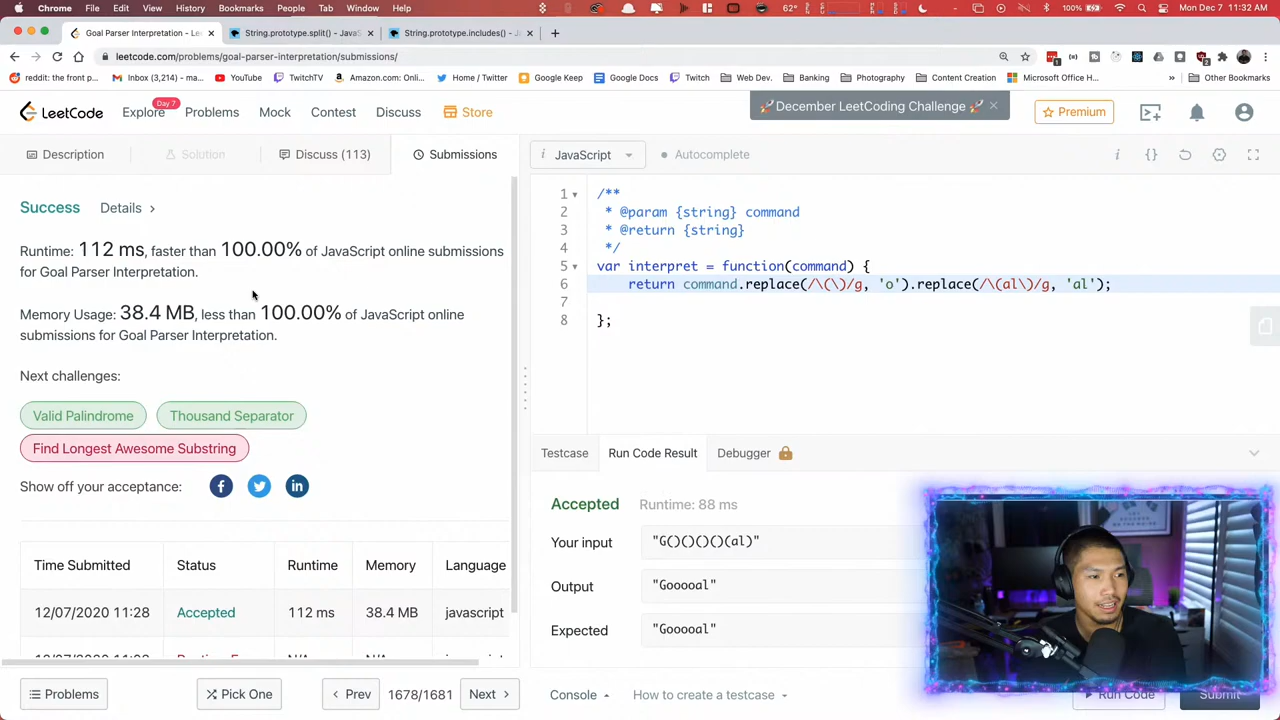 Chrome File Edit View History Bookmarks People Tab Window Help
100%
Mon Dec 7 11:32 AM
Goal Parser Interpretation - Le
String.prototype.split() - JavaS
String.prototype.includes() - J
leetcode.com/problems/goal-parser-interpretation/submissions/
reddit: the front p... Inbox (3,214) - ma... YouTube TwitchTV Amazon.com: Onli... Home / Twitter Google Keep Google Docs Twitch Web Dev. Banking Photography Content Creation Microsoft Office H... » Other Bookmarks
LeetCode
Day 7
Explore Problems Mock Contest Discuss Store
December LeetCoding Challenge
Premium
Description Solution Discuss (113) Submissions
Success Details
Runtime: 112 ms, faster than 100.00% of JavaScript online submissions
for Goal Parser Interpretation.
Memory Usage: 38.4 MB, less than 100.00% of JavaScript online
submissions for Goal Parser Interpretation.
Next challenges:
Valid Palindrome Thousand Separator
Find Longest Awesome Substring
Show off your acceptance:
Time Submitted Status Runtime Memory Language
12/07/2020 11:28 Accepted 112 ms 38.4 MB javascript
Problems Pick One Prev 1678/1681 Next
JavaScript Autocomplete
1 /**
2 * @param {string} command
3 * @return {string}
4 */
5 var interpret = function(command) {
6 return command.replace(/\(\)/g, 'o').replace(/\(al\)/g, 'al');
7
8 };
Testcase Run Code Result Debugger
Accepted Runtime: 88 ms
Your input "G()()()()(al)"
Output "Gooooal"
Expected "Gooooal"
Console How to create a testcase
Run Code Submit